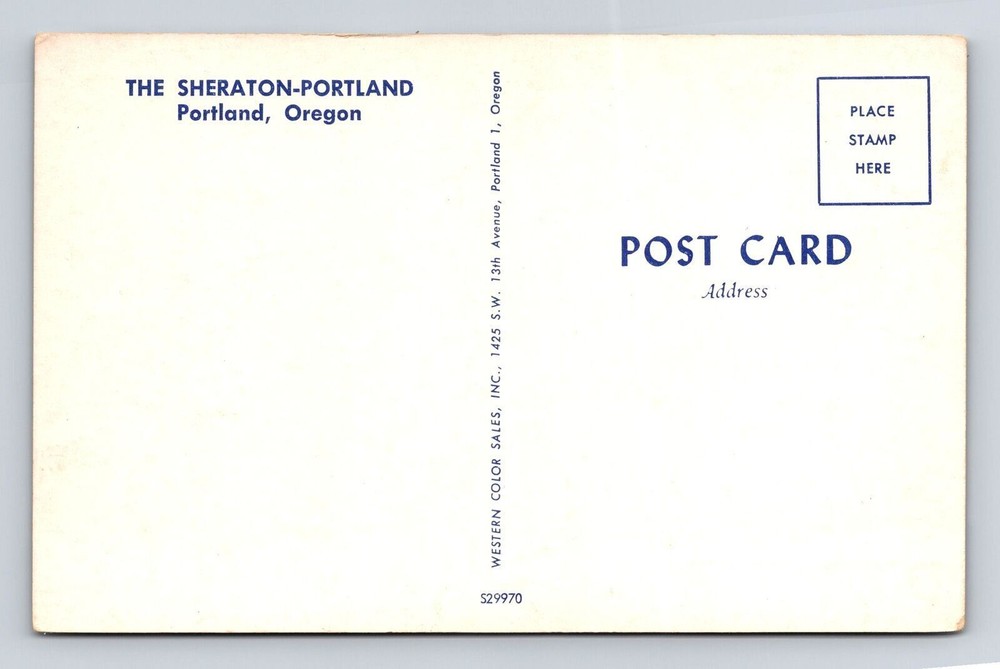 THE SHERATON-PORTLAND
Portland, Oregon
WESTERN COLOR SALES, INC., 1425 S.W. 13th Avenue, Portland 1, Oregon
S29970
PLACE
STAMP
HERE
POST CARD
Address